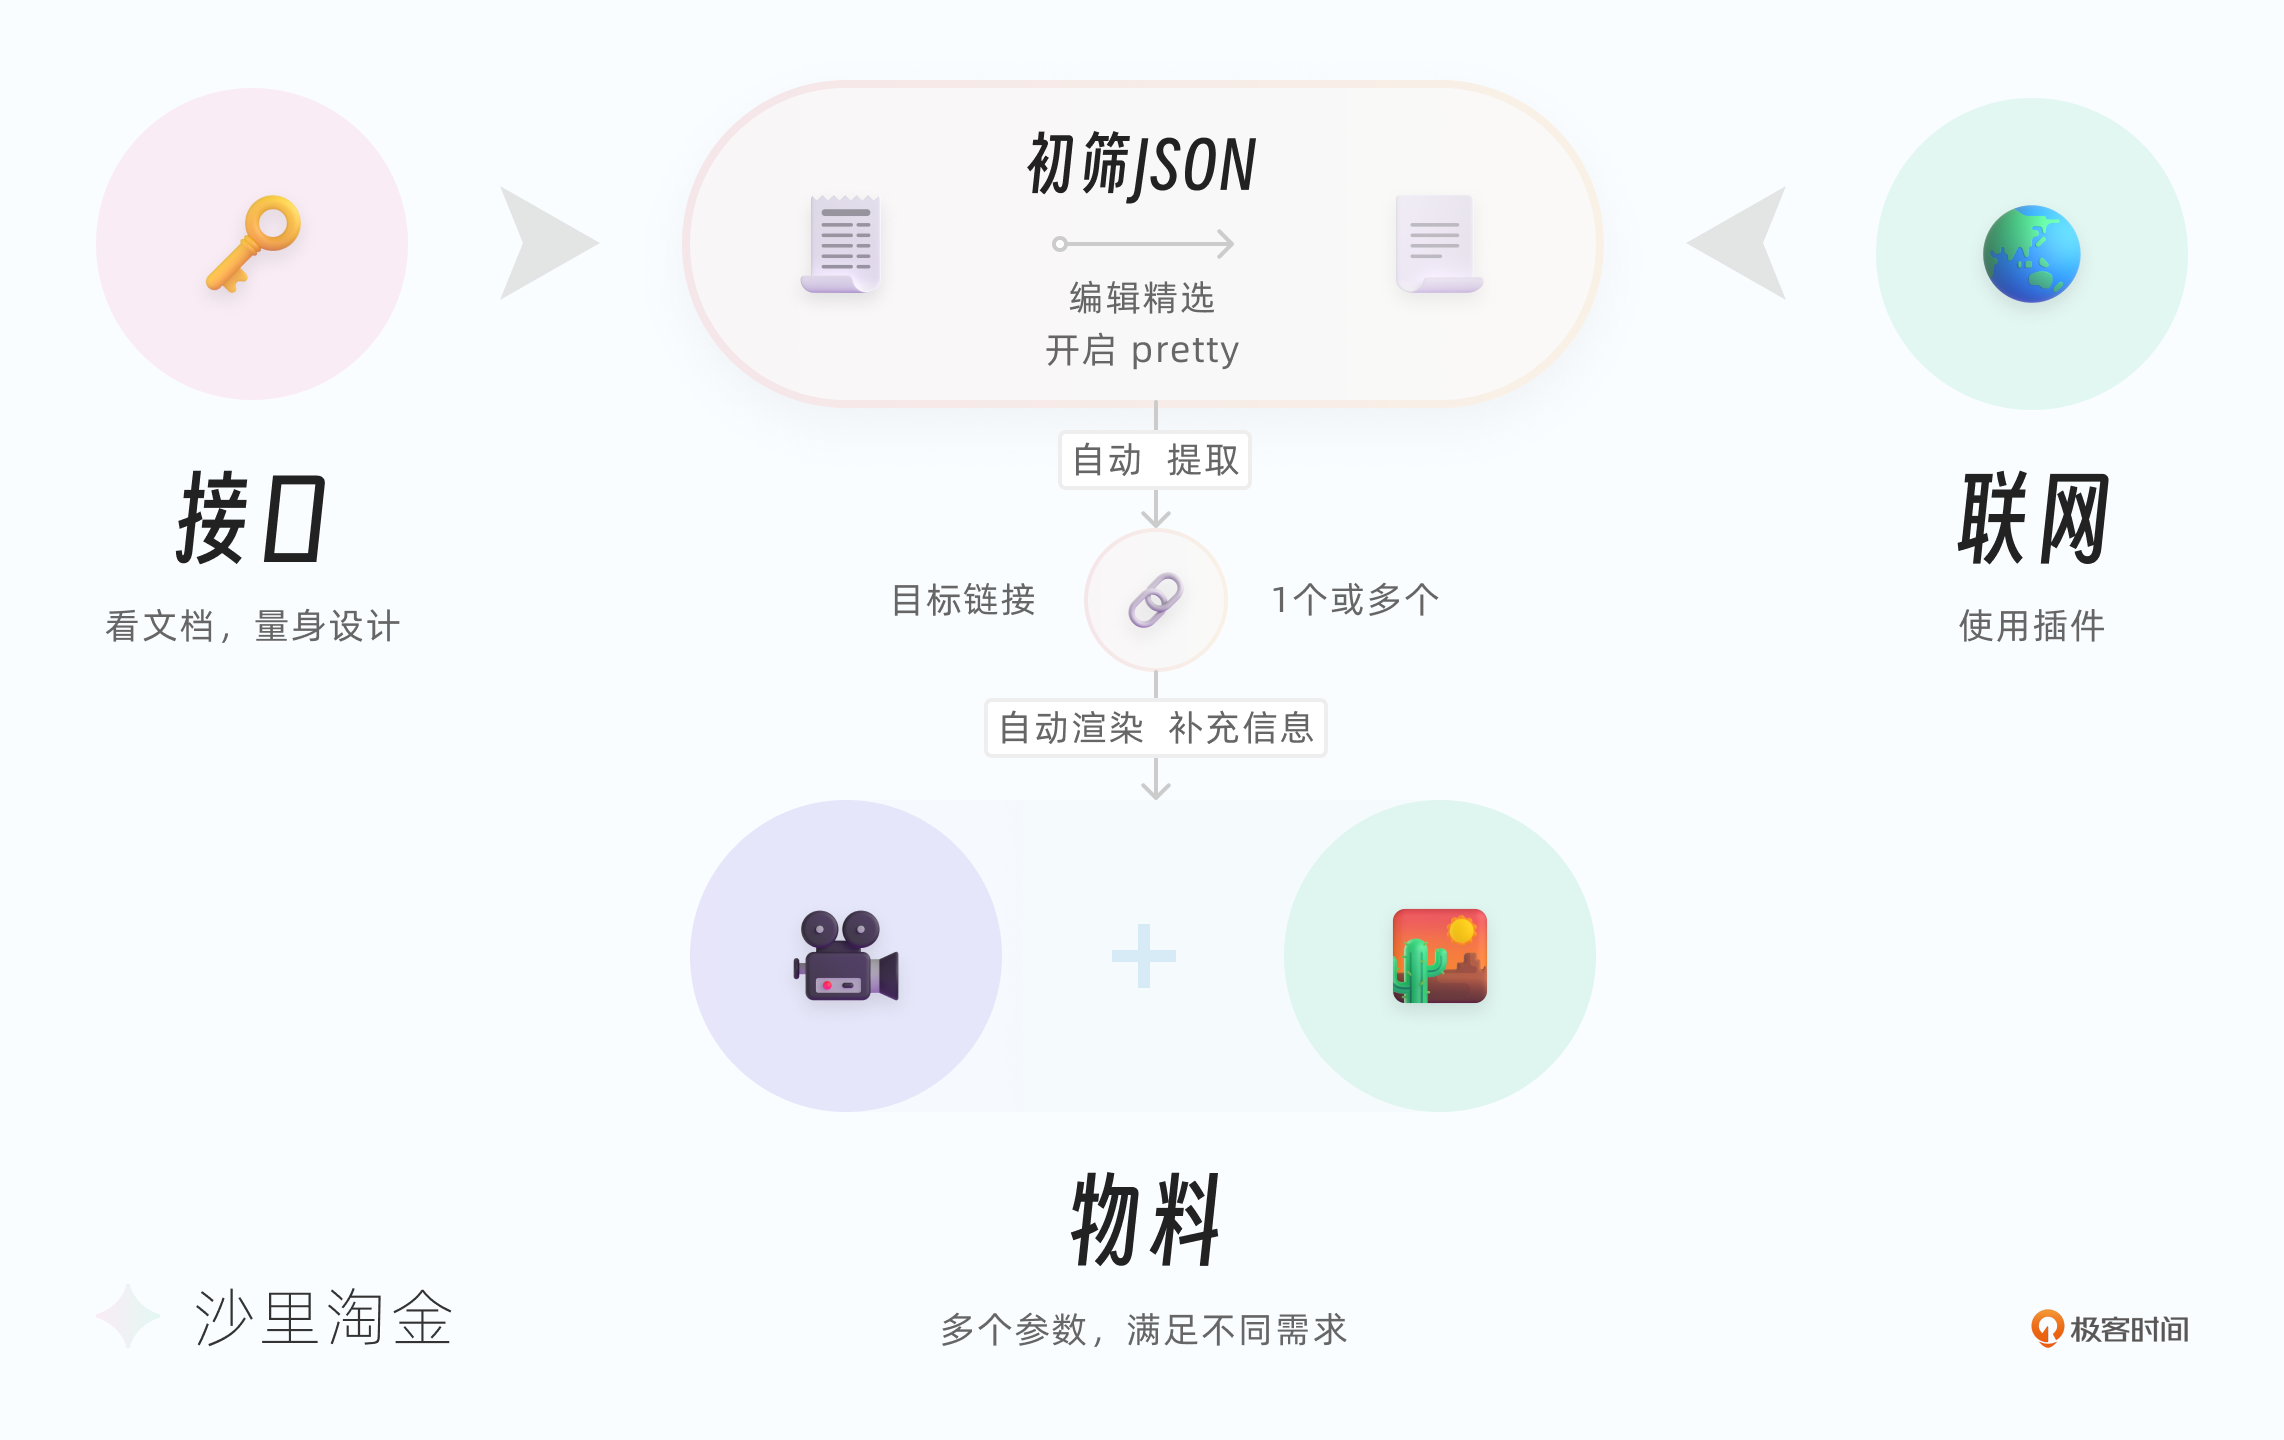 初筛JSON
编辑精选
开启 pretty
接口
看文档，量身设计
联网
使用插件
自动 提取
目标链接
1个或多个
自动渲染 补充信息
物料
多个参数，满足不同需求
沙里淘金
极客时间